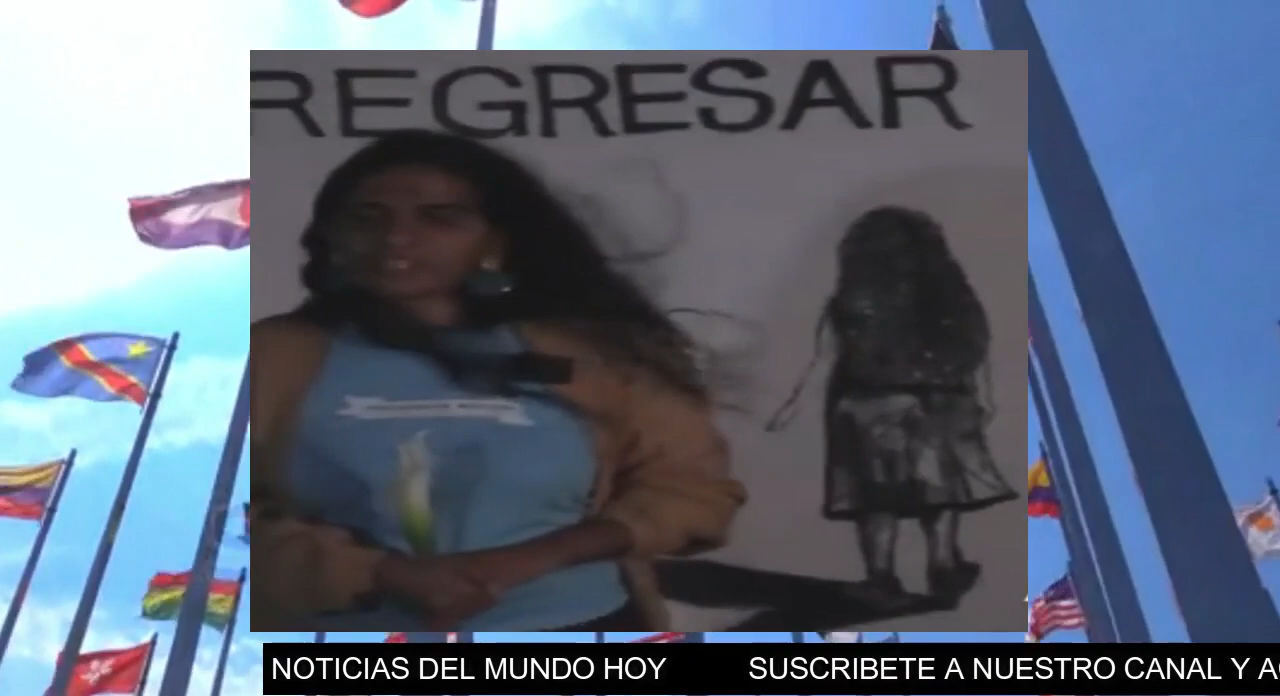 REGRESAR
NOTICIAS DEL MUNDO HOY SUSCRIBETE A NUESTRO CANAL Y A